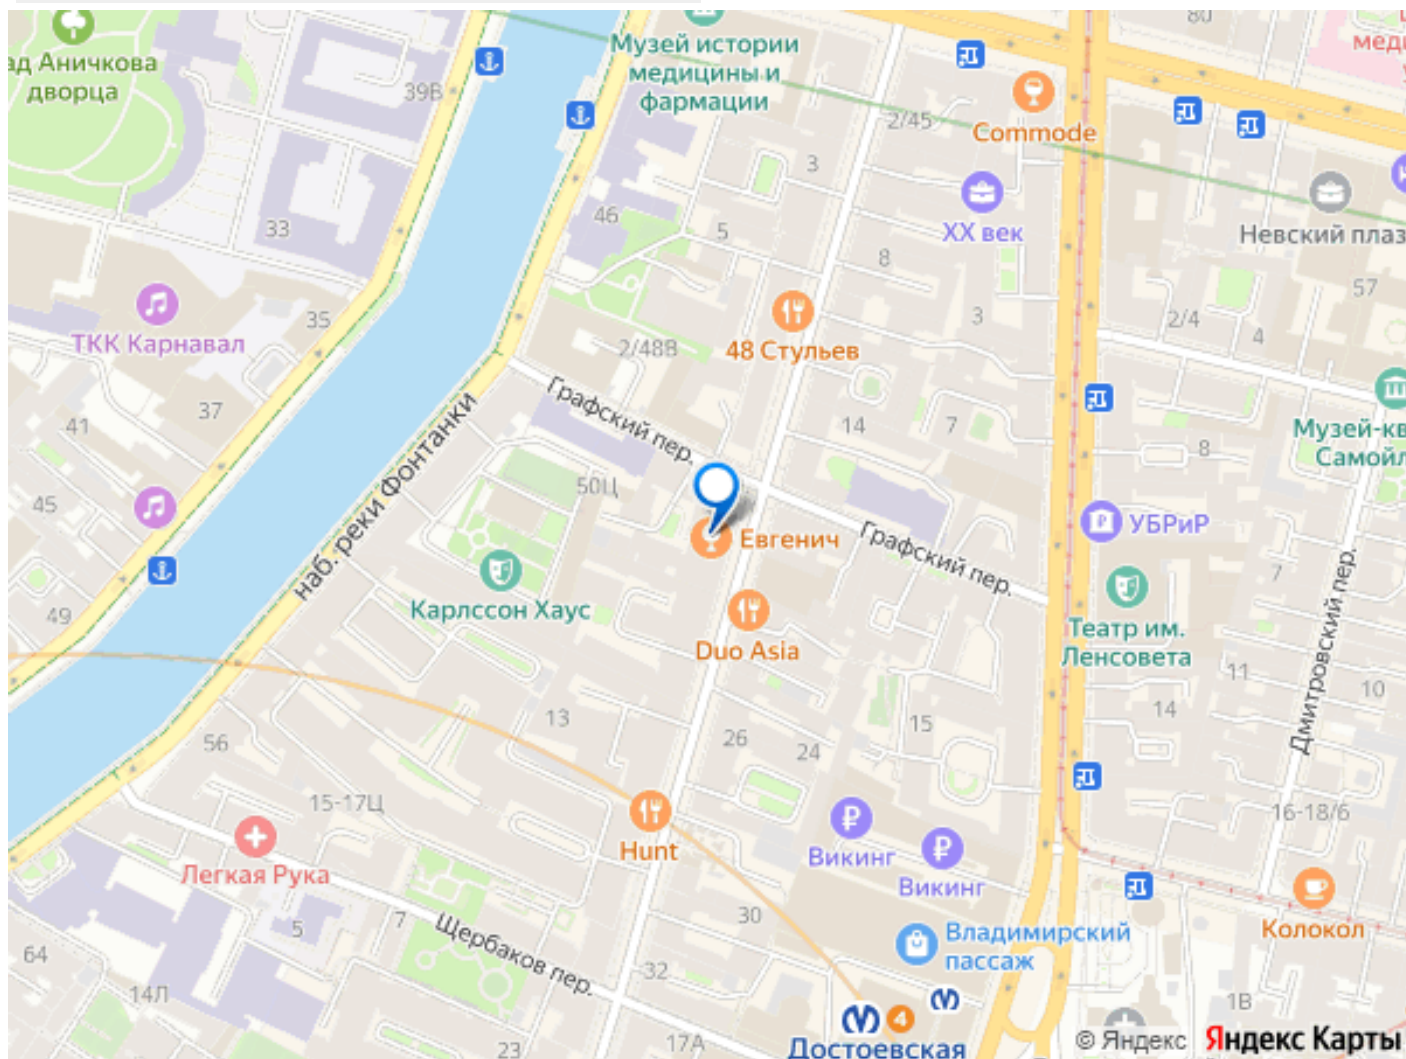 80
Музей истории
медицины и
фармации
ад Аничкова
дворца
39В
меди
2/45
Commode
3
46
33
5
XX век
8
Невский плаз
57
35
ТКК Карнавал
2/48В
48 Стульев
3
2/4
4
37
41
Графский пер.
14
7
8
Музей-кв
Самойл
наб. реки Фонтанки
45
50Ц
Евгенич
Графский пер.
УБРиР
7
Карлссон Хаус
49
Duo Asia
Театр им.
Ленсовета
Дмитровский пер.
11
10
14
13
56
26
24
15
15-17Ц
16-18/6
Hunt
Викинг
Викинг
Легкая Рука
7
5
Щербаков пер.
30
Владимирский
пассаж
Колокол
64
14Л
32
1В
4
23
17А
Достоевская
© Яндекс Яндекс Карты